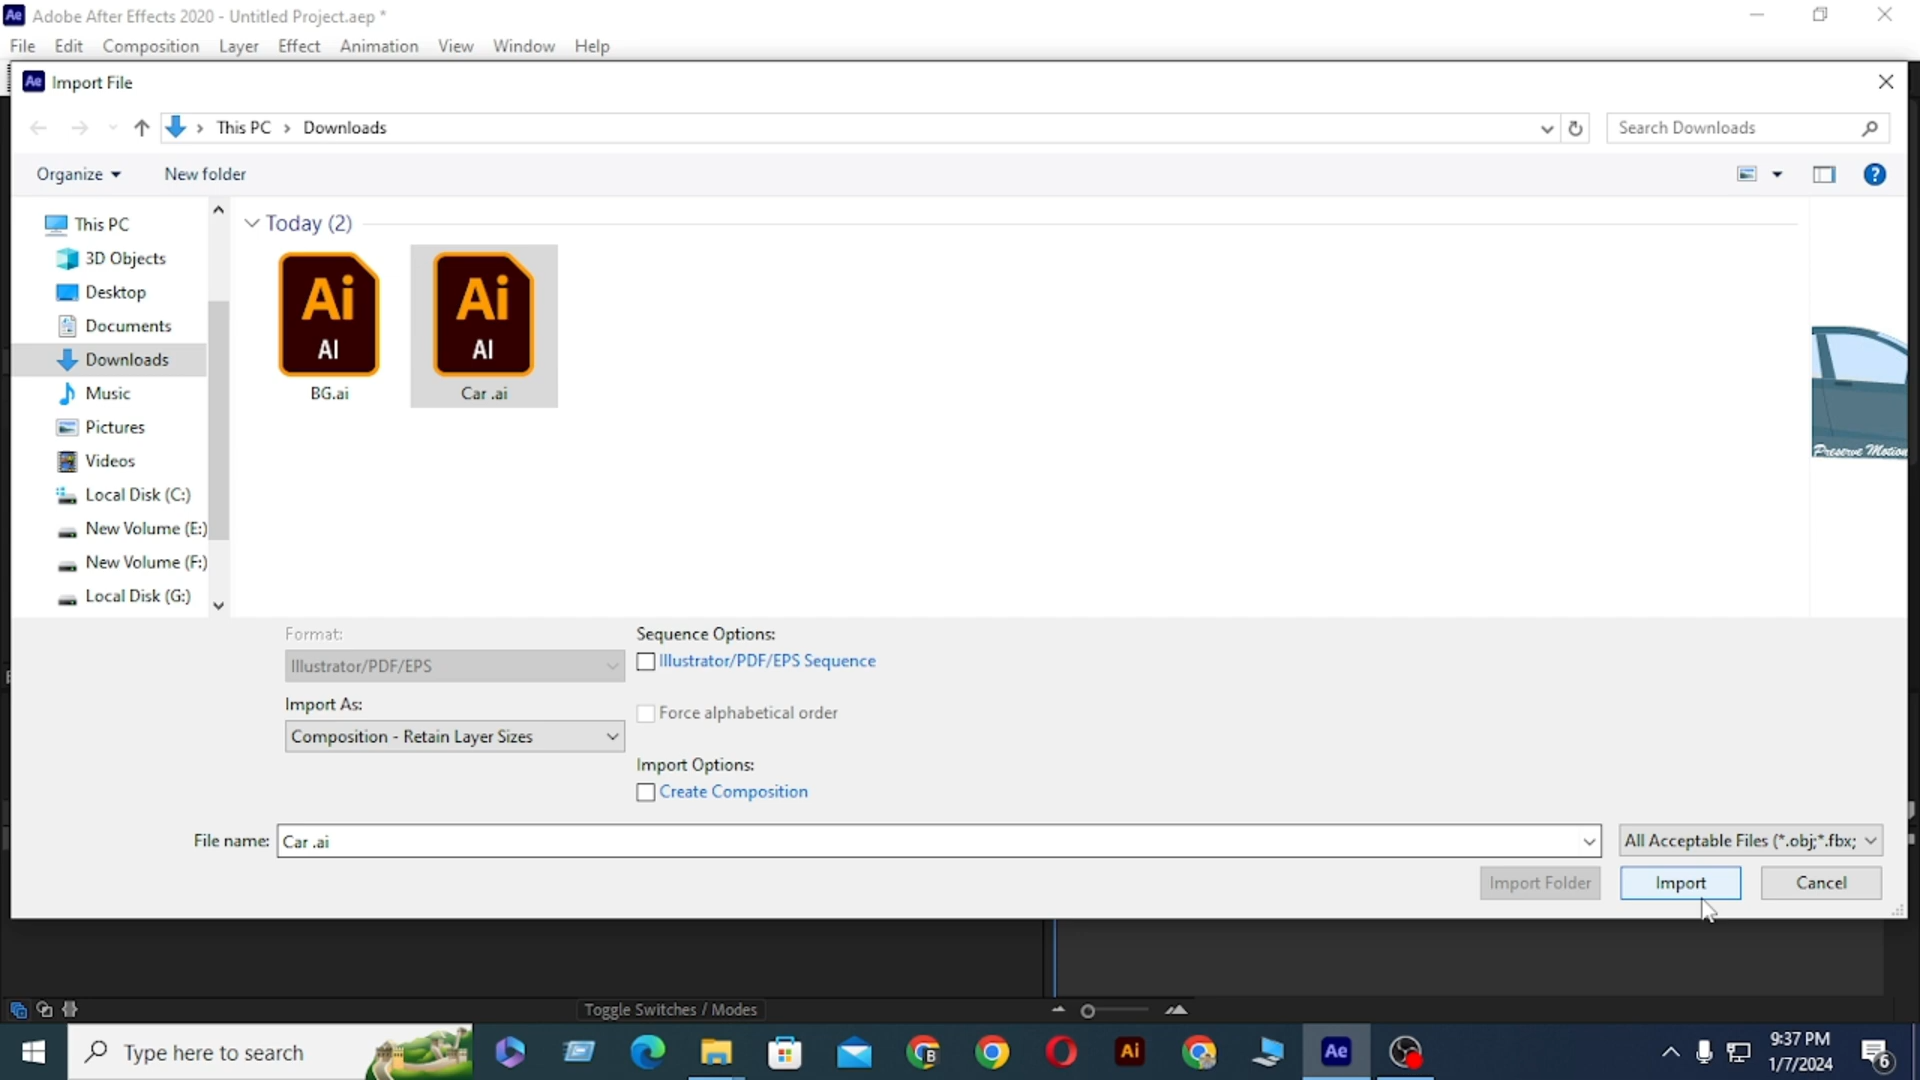 Ae Adobe After Effects 2020 - Untitled Project.aep *
File Edit Composition Layer Effect Animation View Window Help
Ae Import File
This PC > Downloads
Search Downloads
Organize New folder
?
This PC
3D Objects
Desktop
Documents
Downloads
Music
Pictures
Videos
Local Disk (C:)
New Volume (E:)
New Volume (F:)
Local Disk (G:)
Today (2)
Ai Ai
AI AI
BG.ai Car .ai
Preserve Motion
Format:
Illustrator/PDF/EPS
Import As:
Composition - Retain Layer Sizes
Sequence Options:
Illustrator/PDF/EPS Sequence
Force alphabetical order
Import Options:
Create Composition
File name: Car .ai
All Acceptable Files (*.obj;*.fbx;
Import Folder Import Cancel
Toggle Switches / Modes
Type here to search
B
Ai
Ae
9:37 PM
1/7/2024
6